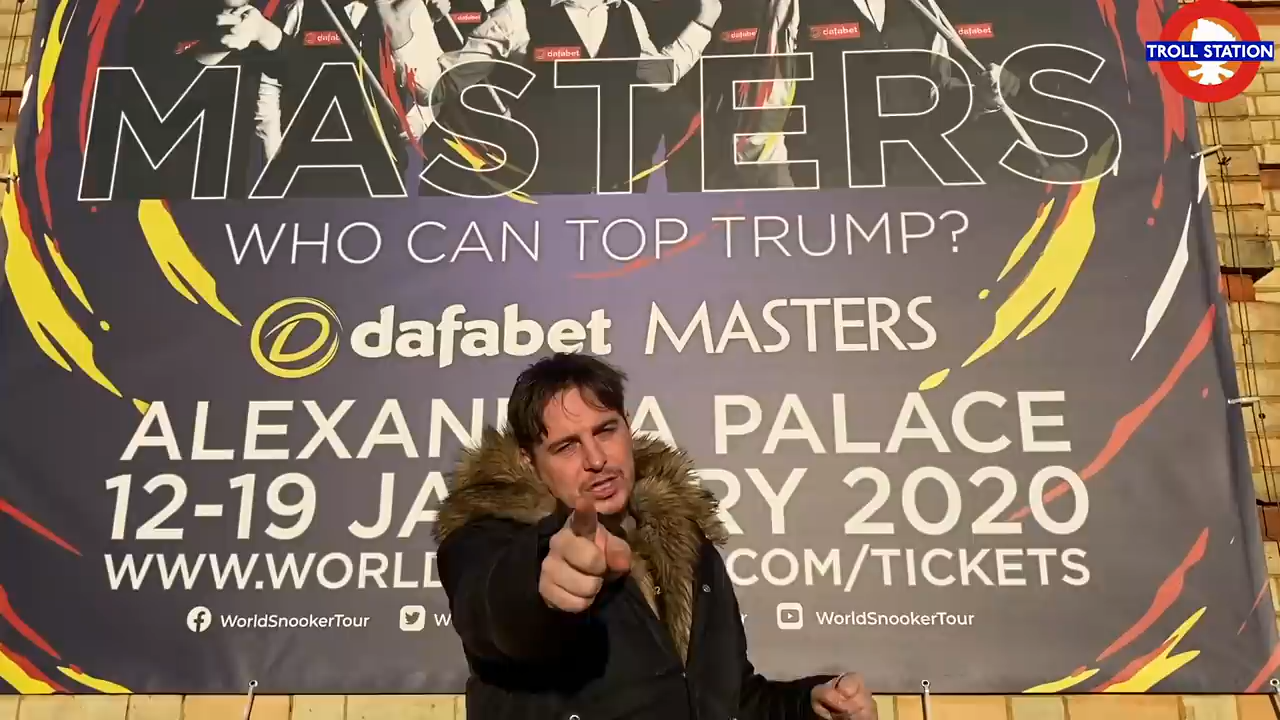 dafabet
dafabet
dafabet
dafabet
dafabet
TROLL STATION
MASTERS
WHO CAN TOP TRUMP?
dafabet MASTERS
ALEXAN A PALACE
12-19 JA RY 2020
WWW.WORLD COM/TICKETS
WorldSnookerTour W r WorldSnookerTour